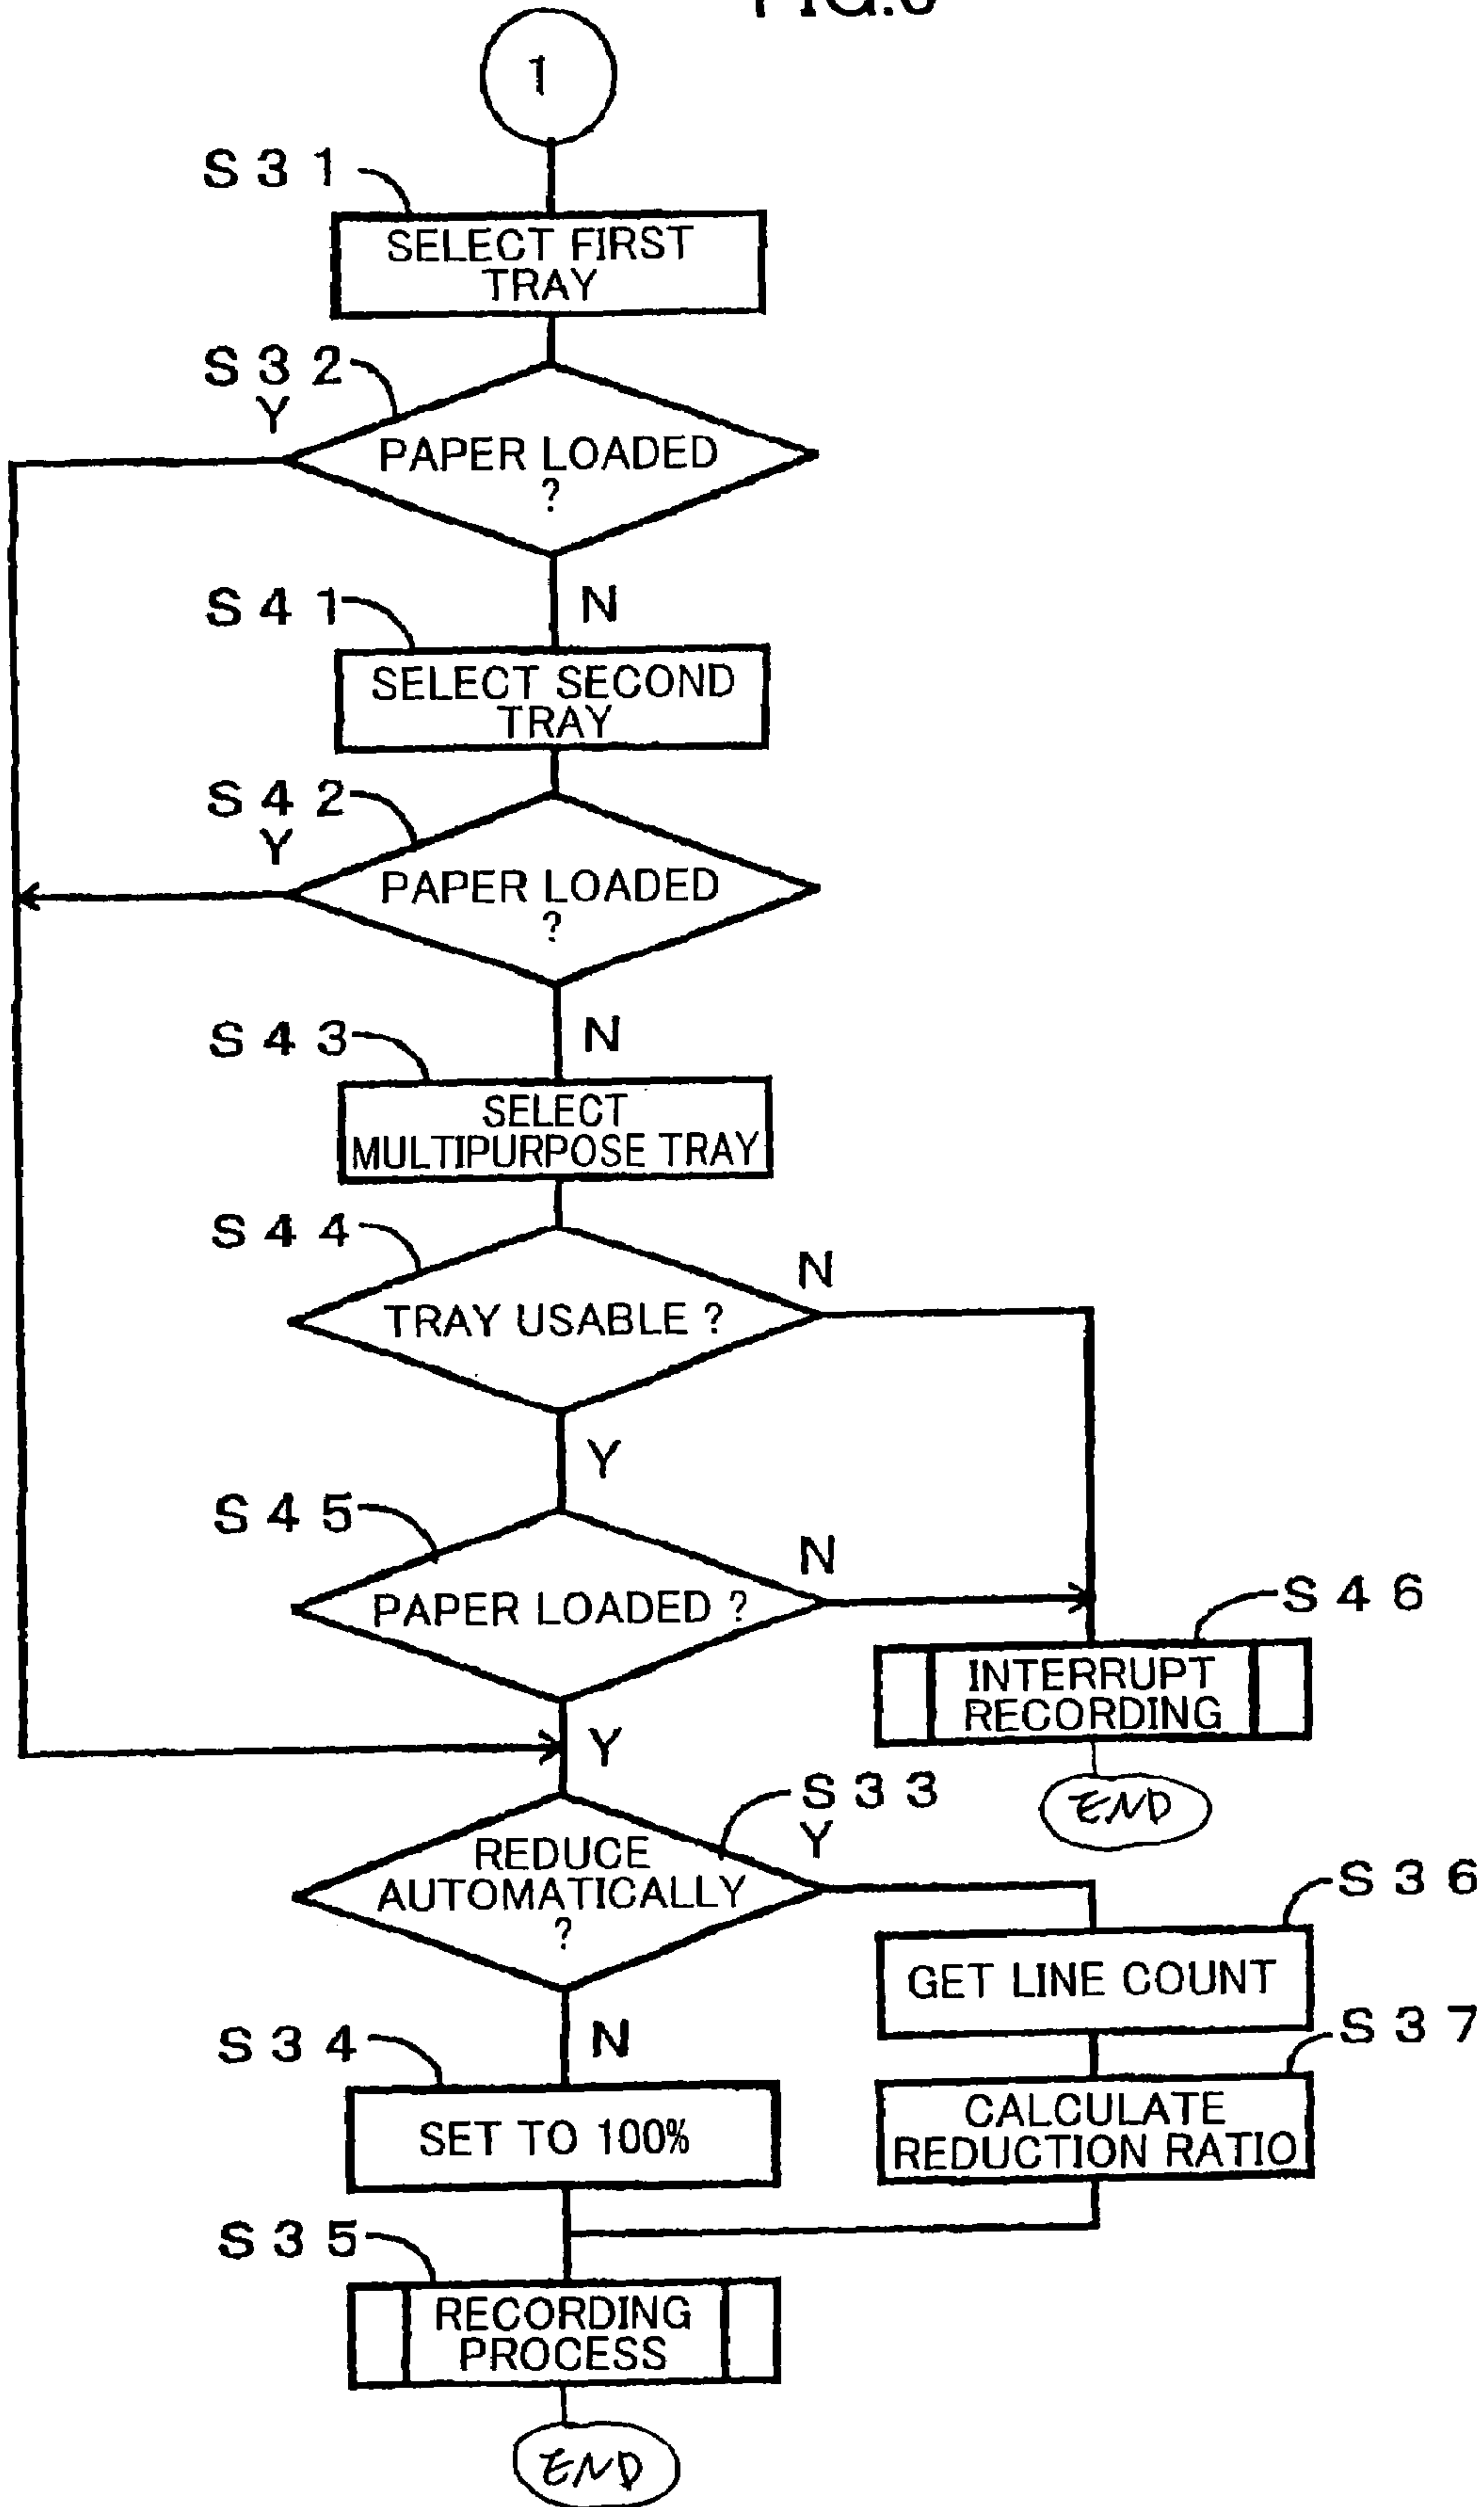 1
S31
SELECT FIRST
TRAY
S32
Y
PAPER LOADED
?
N
S41
SELECT SECOND
TRAY
S42
Y
PAPER LOADED
?
N
S43
SELECT
MULTIPURPOSE TRAY
S44
N
TRAY USABLE ?
Y
S45
N
PAPER LOADED ?
S46
INTERRUPT
RECORDING
END
Y
S33
Y
REDUCE
AUTOMATICALLY
?
S36
GET LINE COUNT
N
S34
SET TO 100%
S37
CALCULATE
REDUCTION RATIO
S35
RECORDING
PROCESS
END